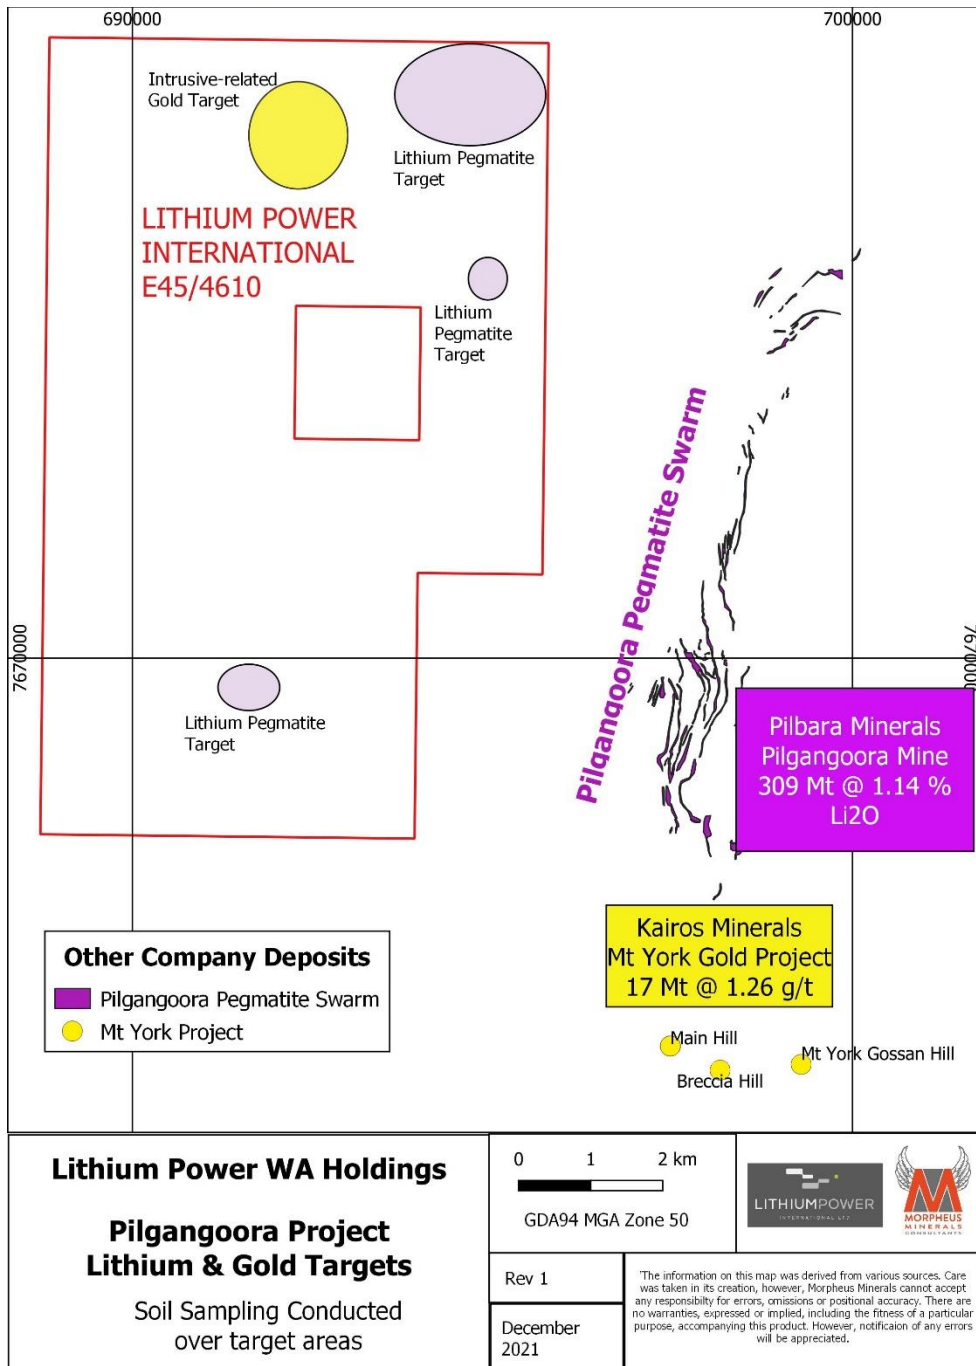 690000
700000
Intrusive-related
Gold Target
Lithium Pegmatite
Target
LITHIUM POWER
INTERNATIONAL
E45/4610
Lithium
Pegmatite
Target
Pilgangoora Pegmatite Swarm
7670000
7670000
Lithium Pegmatite
Target
Pilbara Minerals
Pilgangoora Mine
309 Mt @ 1.14 %
Li2O
Kairos Minerals
Mt York Gold Project
17 Mt @ 1.26 g/t
Other Company Deposits
Pilgangoora Pegmatite Swarm
Mt York Project
Main Hill
Mt York Gossan Hill
Breccia Hill
Lithium Power WA Holdings
Pilgangoora Project
Lithium & Gold Targets
Soil Sampling Conducted
over target areas
0 1 2 km
GDA94 MGA Zone 50
Rev 1
December
2021
LITHIUMPOWER
INTERNATIONAL LTD
MORPHEUS
MINERALS
CONSULTANTS
'The information on this map was derived from various sources. Care
was taken in its creation, however, Morpheus Minerals cannot accept
any responsibilty for errors, omissions or positional accuracy. There are
no warranties, expressed or implied, including the fitness of a particular
purpose, accompanying this product. However, notificaion of any errors
will be appreciated.